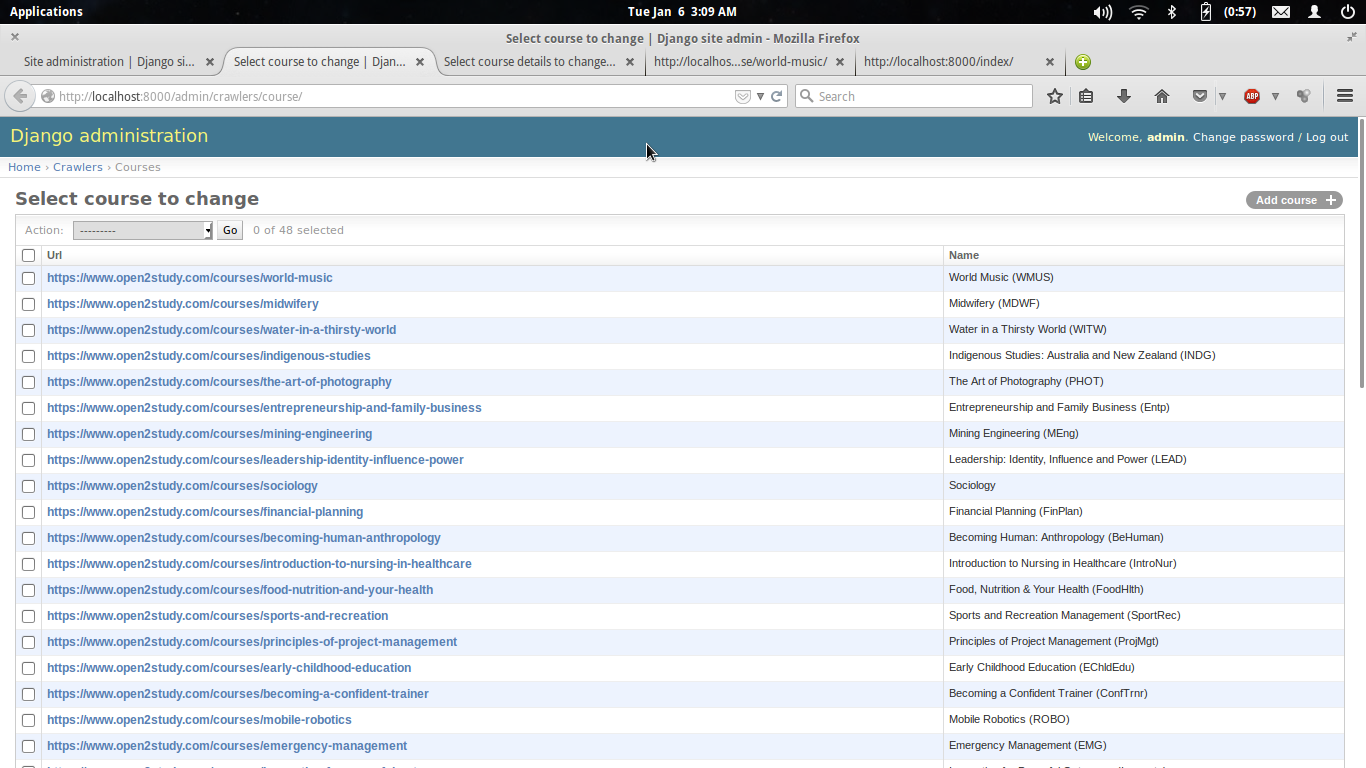 Applications
Tue Jan 6 3:09 AM
(0:57)
Select course to change | Django site admin - Mozilla Firefox
Site administration | Django si...
Select course to change | Djan...
Select course details to change...
http://localhos...se/world-music/
http://localhost:8000/index/
http://localhost:8000/admin/crawlers/course/
Search
ABP
Django administration
Welcome, admin. Change password / Log out
Home › Crawlers › Courses
Select course to change
Add course +
Action: --------- Go 0 of 48 selected
Url Name
https://www.open2study.com/courses/world-music World Music (WMUS)
https://www.open2study.com/courses/midwifery Midwifery (MDWF)
https://www.open2study.com/courses/water-in-a-thirsty-world Water in a Thirsty World (WITW)
https://www.open2study.com/courses/indigenous-studies Indigenous Studies: Australia and New Zealand (INDG)
https://www.open2study.com/courses/the-art-of-photography The Art of Photography (PHOT)
https://www.open2study.com/courses/entrepreneurship-and-family-business Entrepreneurship and Family Business (Entp)
https://www.open2study.com/courses/mining-engineering Mining Engineering (MEng)
https://www.open2study.com/courses/leadership-identity-influence-power Leadership: Identity, Influence and Power (LEAD)
https://www.open2study.com/courses/sociology Sociology
https://www.open2study.com/courses/financial-planning Financial Planning (FinPlan)
https://www.open2study.com/courses/becoming-human-anthropology Becoming Human: Anthropology (BeHuman)
https://www.open2study.com/courses/introduction-to-nursing-in-healthcare Introduction to Nursing in Healthcare (IntroNur)
https://www.open2study.com/courses/food-nutrition-and-your-health Food, Nutrition & Your Health (FoodHlth)
https://www.open2study.com/courses/sports-and-recreation Sports and Recreation Management (SportRec)
https://www.open2study.com/courses/principles-of-project-management Principles of Project Management (ProjMgt)
https://www.open2study.com/courses/early-childhood-education Early Childhood Education (EChldEdu)
https://www.open2study.com/courses/becoming-a-confident-trainer Becoming a Confident Trainer (ConfTrnr)
https://www.open2study.com/courses/mobile-robotics Mobile Robotics (ROBO)
https://www.open2study.com/courses/emergency-management Emergency Management (EMG)